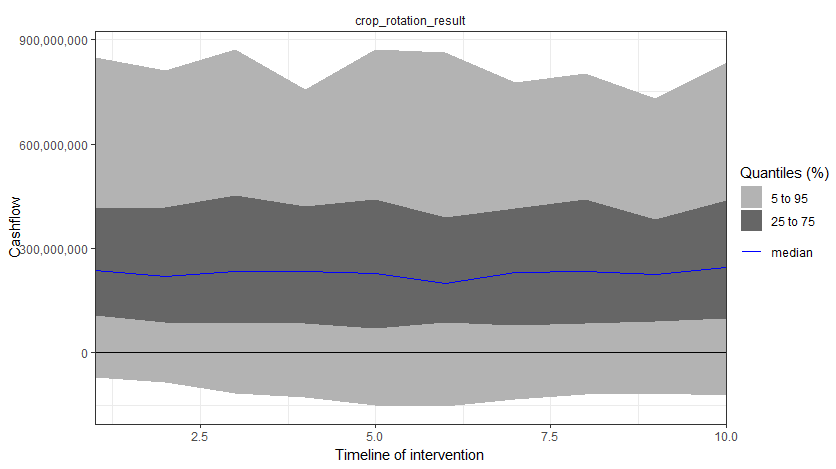 crop_rotation_result
900,000,000
600,000,000
300,000,000
0
Cashflow
2.5
5.0
7.5
10.0
Timeline of intervention
Quantiles (%)
5 to 95
25 to 75
median